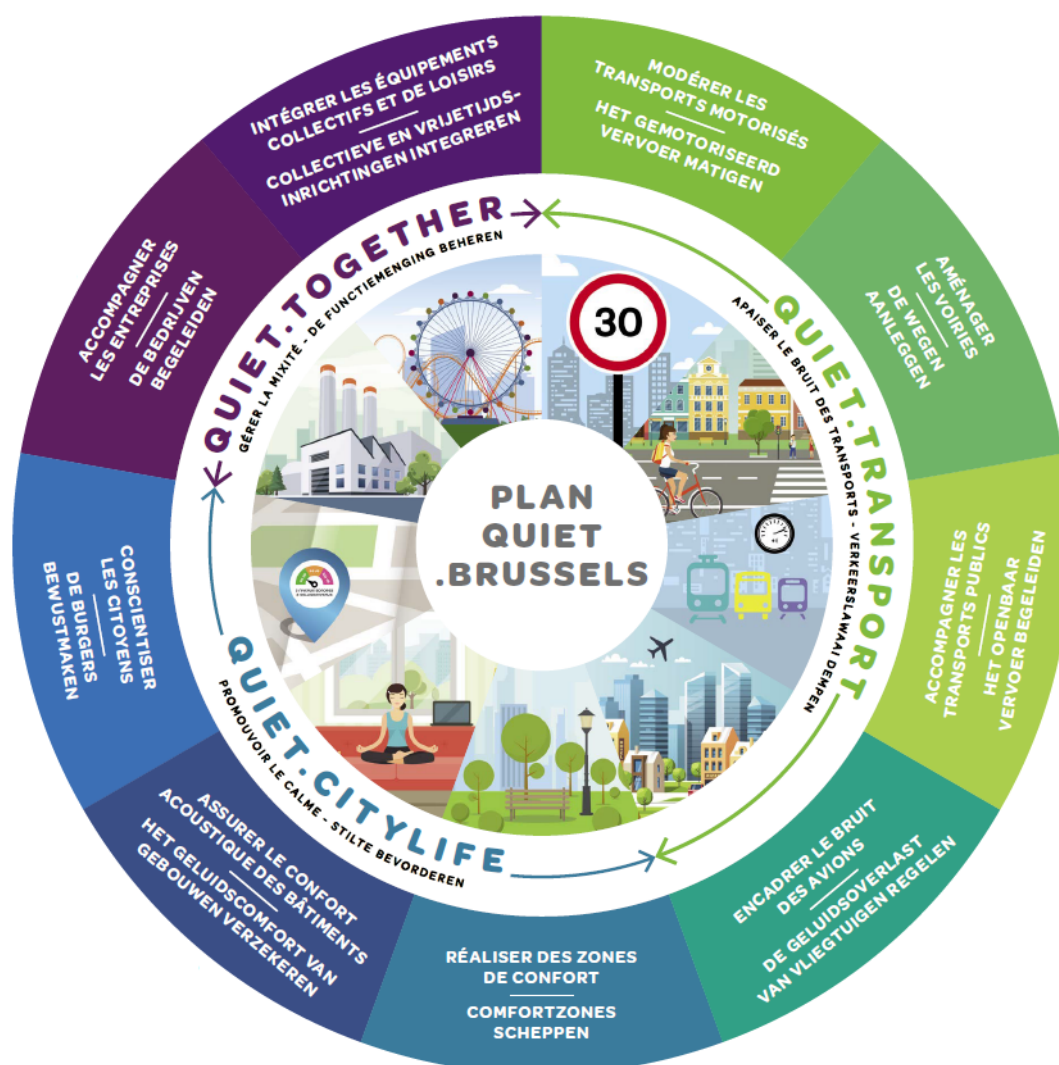 PLAN
QUIET
.BRUSSELS
QUIET.TRANSPORT
APAISER LE BRUIT DES TRANSPORTS - VERKEERSLAWAAI DEMPEN
MODÉRER LES
TRANSPORTS MOTORISÉS
HET GEMOTORISEERD
VERVOER MATIGEN
AMÉNAGER
LES VOIRIES
DE WEGEN
AANLEGGEN
ACCOMPAGNER LES
TRANSPORTS PUBLICS
HET OPENBAAR
VERVOER BEGELEIDEN
ENCADRER LE BRUIT
DES AVIONS
DE GELUIDSOVERLAST
VAN VLIEGTUIGEN REGELEN
QUIET.CITYLIFE
PROMOUVOIR LE CALME - STILTE BEVORDEREN
RÉALISER DES ZONES
DE CONFORT
COMFORTZONES
SCHEPPEN
ASSURER LE CONFORT
ACOUSTIQUE DES BÂTIMENTS
HET GELUIDSCOMFORT VAN
GEBOUWEN VERZEKEREN
CONSCIENTISER
LES CITOYENS
DE BURGERS
BEWUSTMAKEN
QUIET.TOGETHER
GÉRER LA MIXITÉ - DE FUNCTIEMENGING BEHEREN
ACCOMPAGNER
LES ENTREPRISES
DE BEDRIJVEN
BEGELEIDEN
INTÉGRER LES ÉQUIPEMENTS
COLLECTIFS ET DE LOISIRS
COLLECTIEVE EN VRIJETIJDS-
INRICHTINGEN INTEGREREN
30